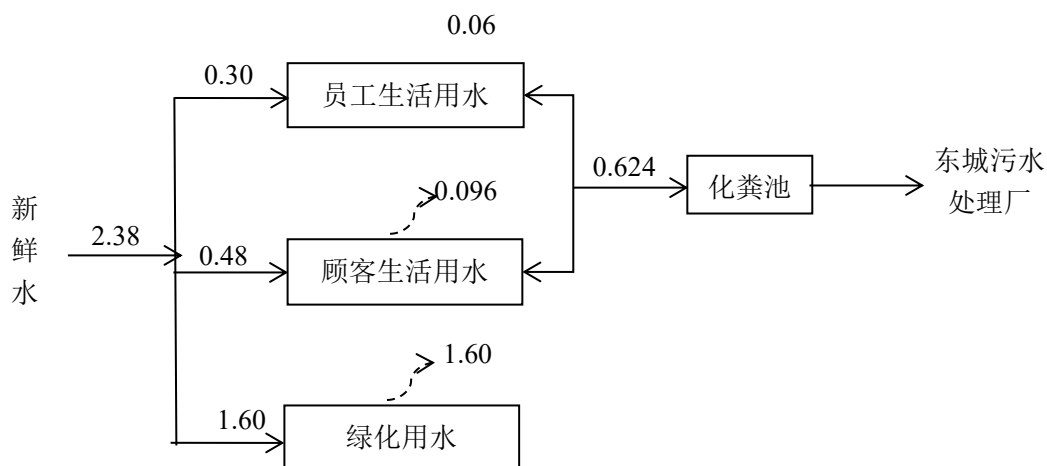 0.06
0.30
员工生活用水
0.624
化粪池
东城污水
处理厂
0.096
新
鲜
水
2.38
0.48
顾客生活用水
1.60
1.60
绿化用水